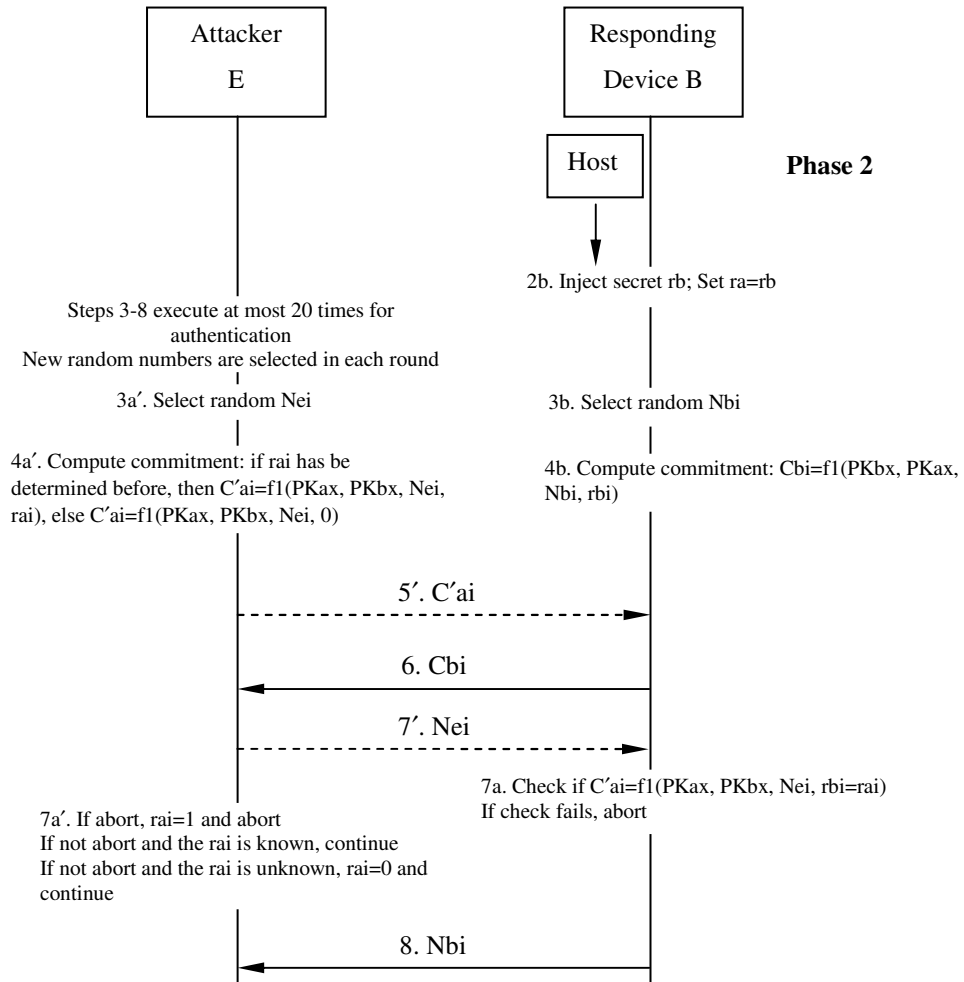 Attacker
E
Responding
Device B
Host
Phase 2
2b. Inject secret rb; Set ra=rb
Steps 3-8 execute at most 20 times for
authentication
New random numbers are selected in each round
3a′. Select random Nei
3b. Select random Nbi
4a′. Compute commitment: if rai has be
determined before, then C′ai=f1(PKax, PKbx, Nei,
rai), else C′ai=f1(PKax, PKbx, Nei, 0)
4b. Compute commitment: Cbi=f1(PKbx, PKax,
Nbi, rbi)
5′. C′ai
6. Cbi
7′. Nei
7a. Check if C′ai=f1(PKax, PKbx, Nei, rbi=rai)
If check fails, abort
7a′. If abort, rai=1 and abort
If not abort and the rai is known, continue
If not abort and the rai is unknown, rai=0 and
continue
8. Nbi